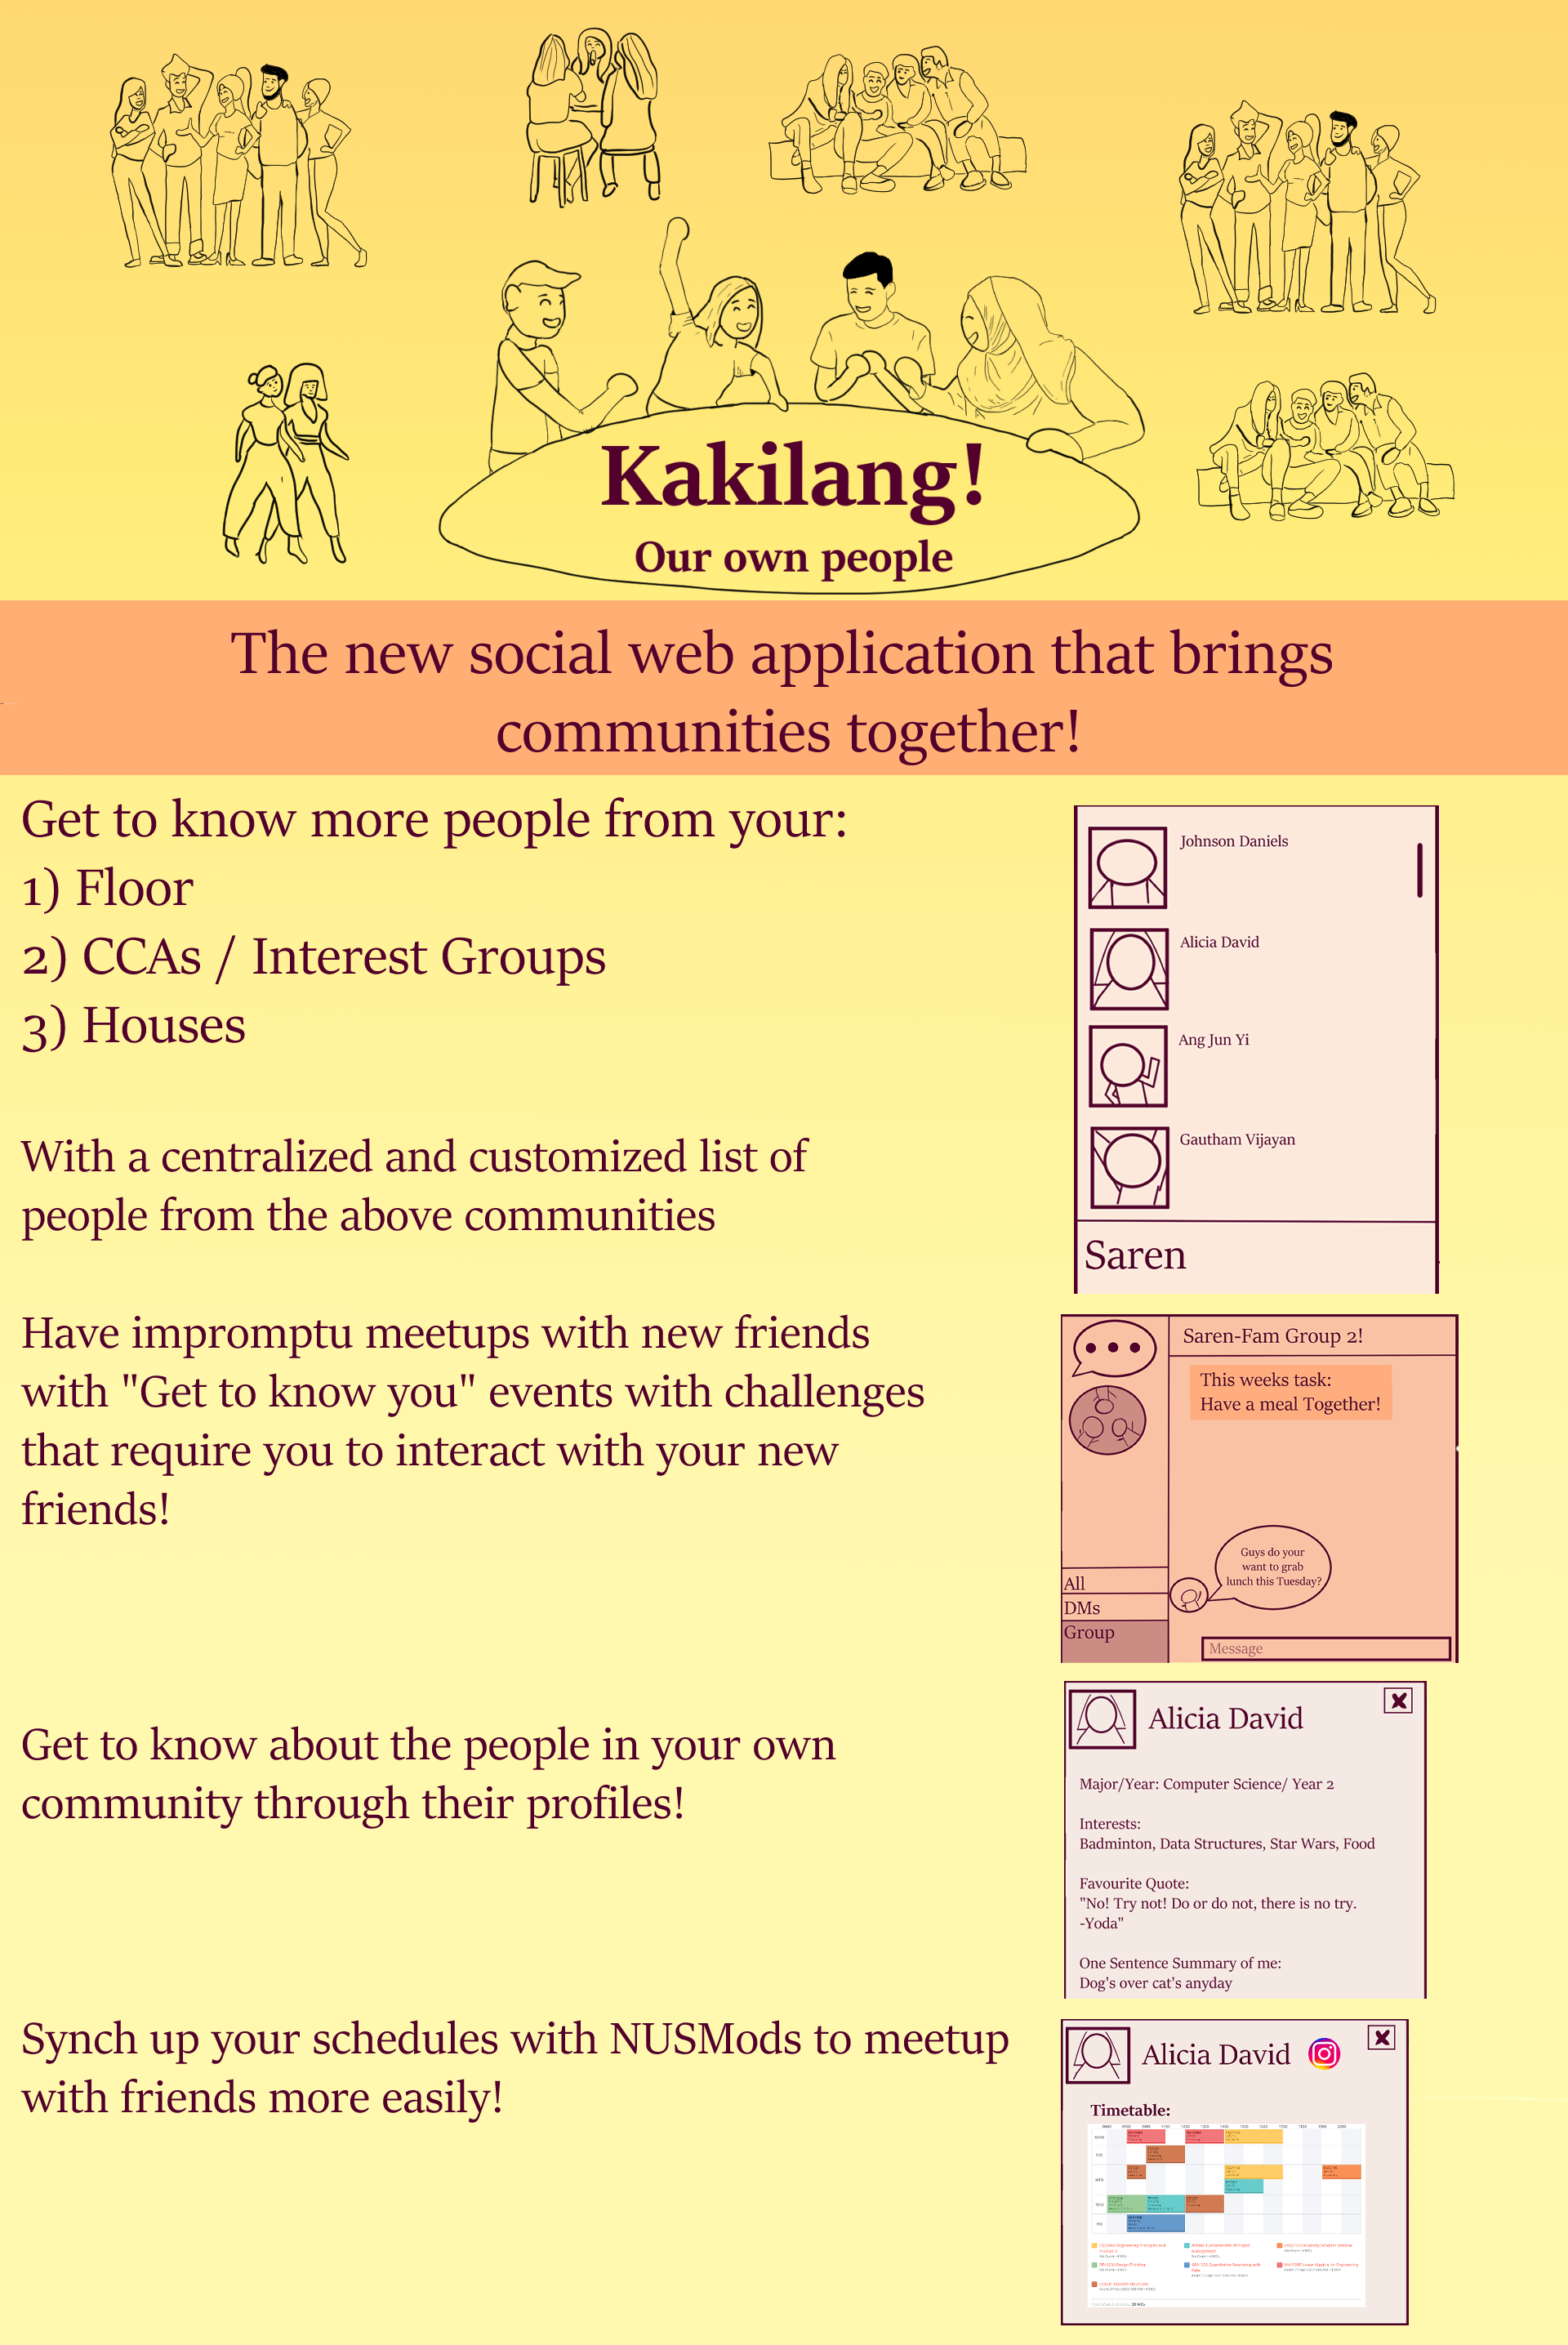 Kakilang!
Our own people
The new social web application that brings
communities together!
Get to know more people from your:
1) Floor
2) CCAs / Interest Groups
3) Houses
With a centralized and customized list of
people from the above communities
Johnson Daniels
Alicia David
Ang Jun Yi
Gautham Vijayan
Saren
Have impromptu meetups with new friends
with "Get to know you" events with challenges
that require you to interact with your new
friends!
Saren-Fam Group 2!
This weeks task:
Have a meal Together!
Guys do your
want to grab
lunch this Tuesday?
All
DMs
Group
Message
Get to know about the people in your own
community through their profiles!
Alicia David
Major/Year: Computer Science/ Year 2
Interests:
Badminton, Data Structures, Star Wars, Food
Favourite Quote:
"No! Try not! Do or do not, there is no try.
-Yoda"
One Sentence Summary of me:
Dog's over cat's anyday
Synch up your schedules with NUSMods to meetup
with friends more easily!
Alicia David
Timetable:
MON
TUE
WED
THU
FRI